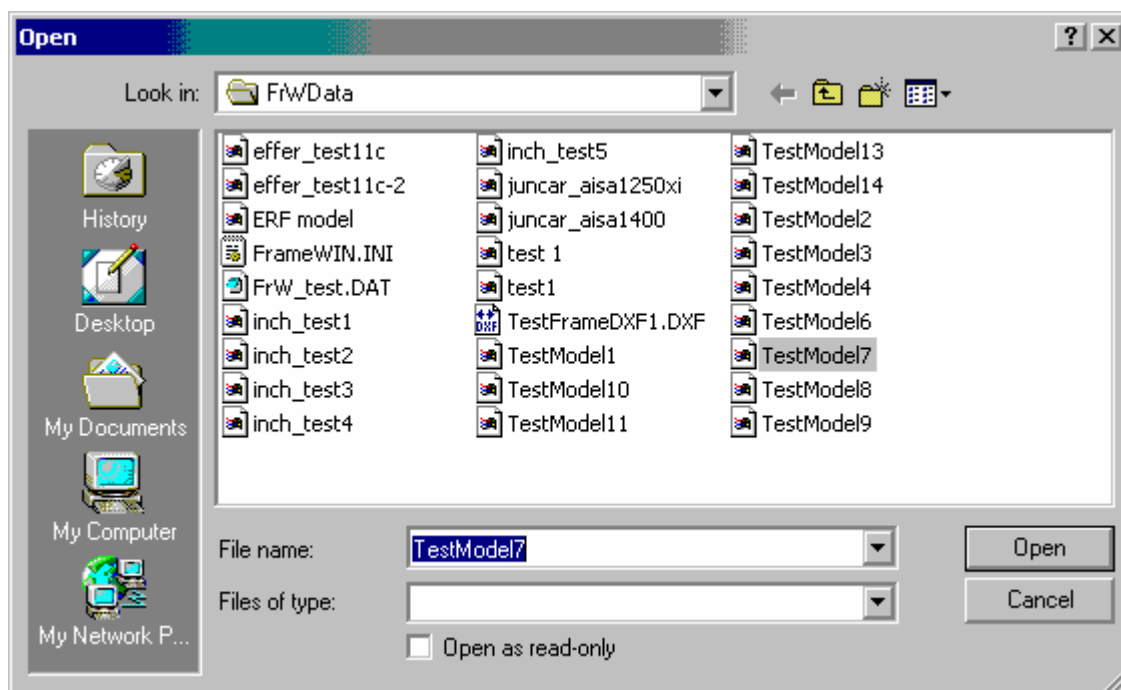 Open
Look in:
FrWData
History
Desktop
My Documents
My Computer
My Network P...
effer_test11c
effer_test11c-2
ERF model
FrameWIN.INI
FrW_test.DAT
inch_test1
inch_test2
inch_test3
inch_test4
inch_test5
juncar_aisa1250xi
juncar_aisa1400
test 1
test1
DXF
TestFrameDXF1.DXF
TestModel1
TestModel10
TestModel11
TestModel13
TestModel14
TestModel2
TestModel3
TestModel4
TestModel6
TestModel7
TestModel8
TestModel9
File name:
TestModel7
Open
Files of type:
Cancel
Open as read-only